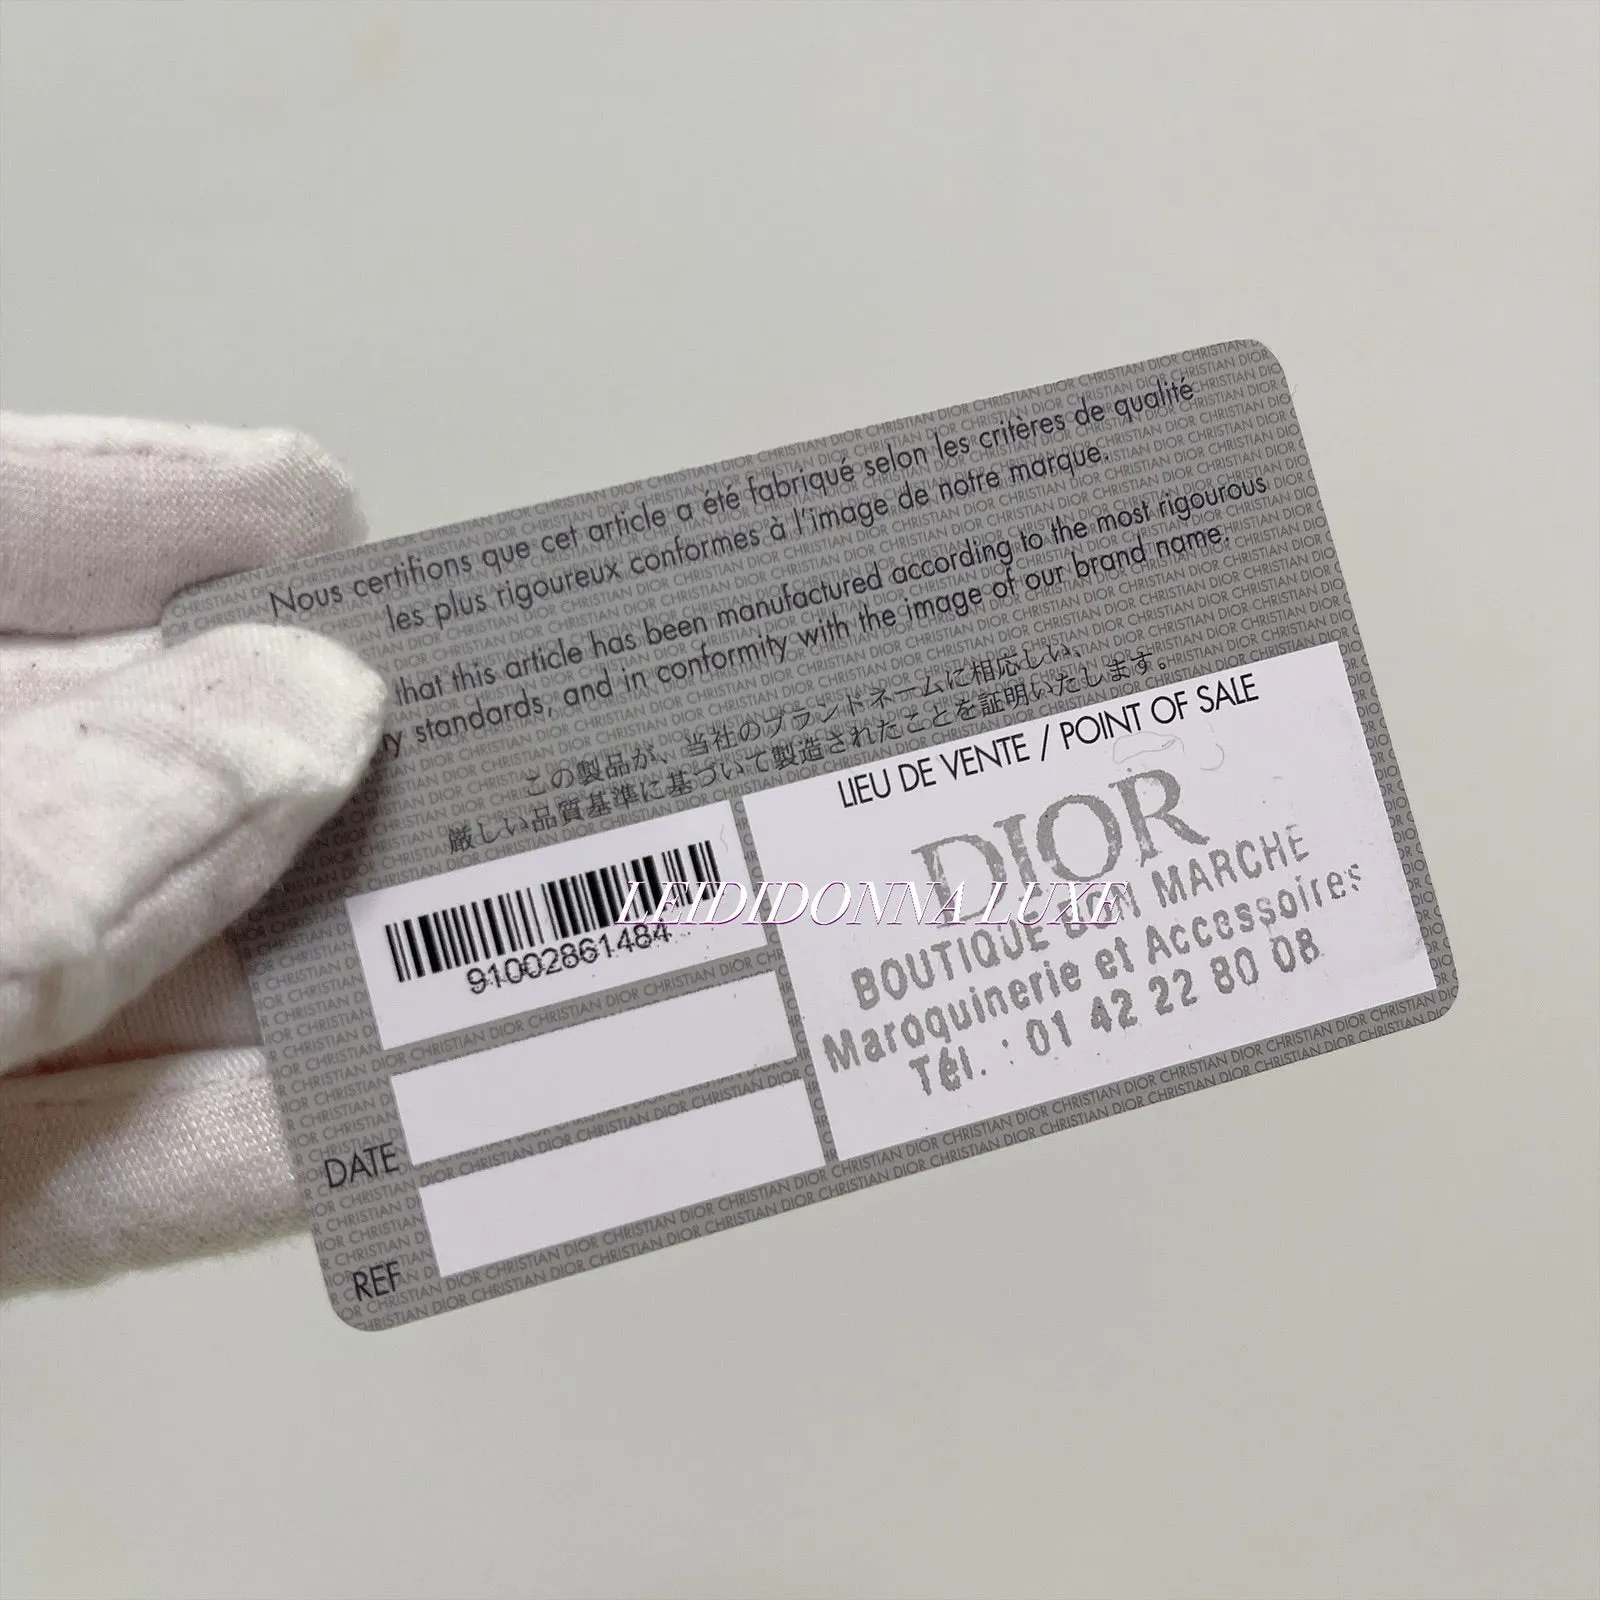 Nous certifions que cet article a été fabriqué selon les critères de qualité
les plus rigoureux conformes à l'image de notre marque.
that this article has been manufactured according to the most rigourous
standards, and in conformity with the image of our brand name.
この製品が、当社のブランドネームに相応しい、
厳しい品質基準に基づいて製造されたことを証明いたします。
LIEU DE VENTE / POINT OF SALE
DIOR
BOUTIQUE BON MARCHE
Maroquinerie et Accessoires
Tél. : 01 42 22 80 08
91002861484
LEIDIDONNA LUXE
DATE
REF
CHRISTIAN DIOR